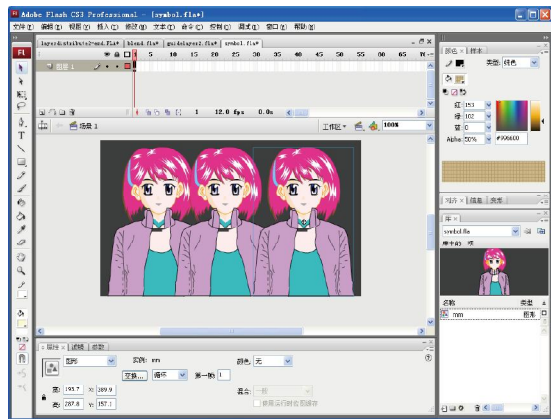 Adobe Flash CS3 Professional - [symbol.fla*]
文件(F) 编辑(E) 视图(V) 插入(I) 修改(M) 文本(T) 命令(C) 控制(O) 调试(D) 窗口(W) 帮助(H)
layersdistribute2-end.Fla* blend.fla* guidelayer2.fla* symbol.fla*
5 10 15 20 25 30 35 40 45 50 55 60 65
图层 1
1 12.0 fps 0.0s
场景 1 工作区 100%
颜色 × 样本
类型: 纯色
红: 153
绿: 102
蓝: 0
Alpha: 50% #996600
对齐 × 信息 变形
库 ×
symbol.fla
库中的 项
名称 类型
mm 图形
属性 × 滤镜 参数
图形 实例: mm 颜色: 无
交换... 循环 第一帧: 1
宽: 193.7 X: 389.9 混合: 一般
高: 287.8 Y: 157.1 使用运行时位图缓存